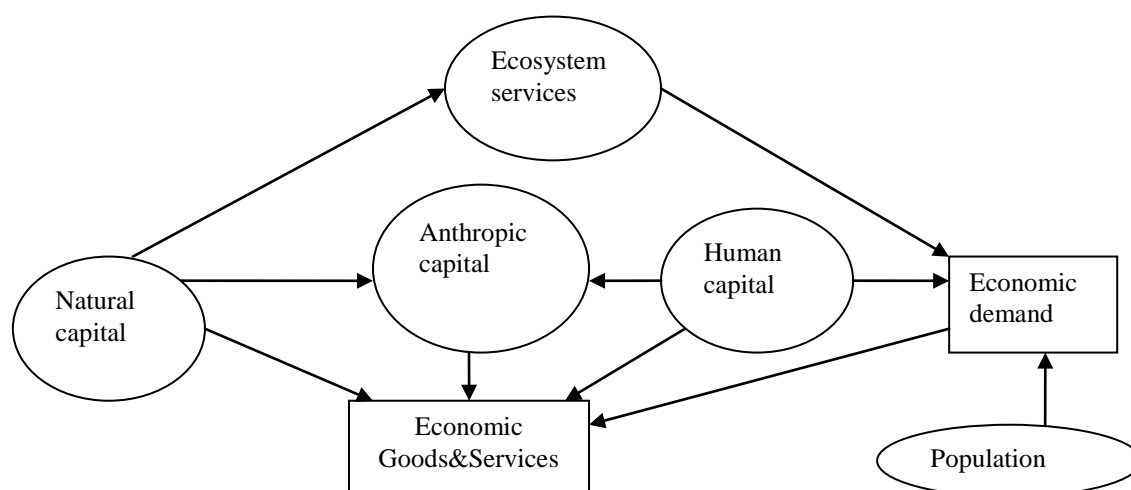 Ecosystem
services
Anthropic
capital
Human
capital
Natural
capital
Economic
demand
Economic
Goods&Services
Population